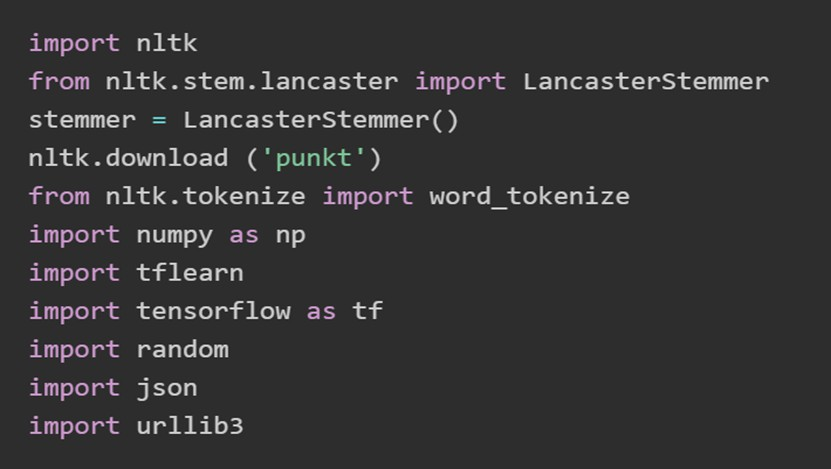 import nltk
from nltk.stem.lancaster import LancasterStemmer
stemmer = LancasterStemmer()
nltk.download ('punkt')
from nltk.tokenize import word_tokenize
import numpy as np
import tflearn
import tensorflow as tf
import random
import json
import urllib3